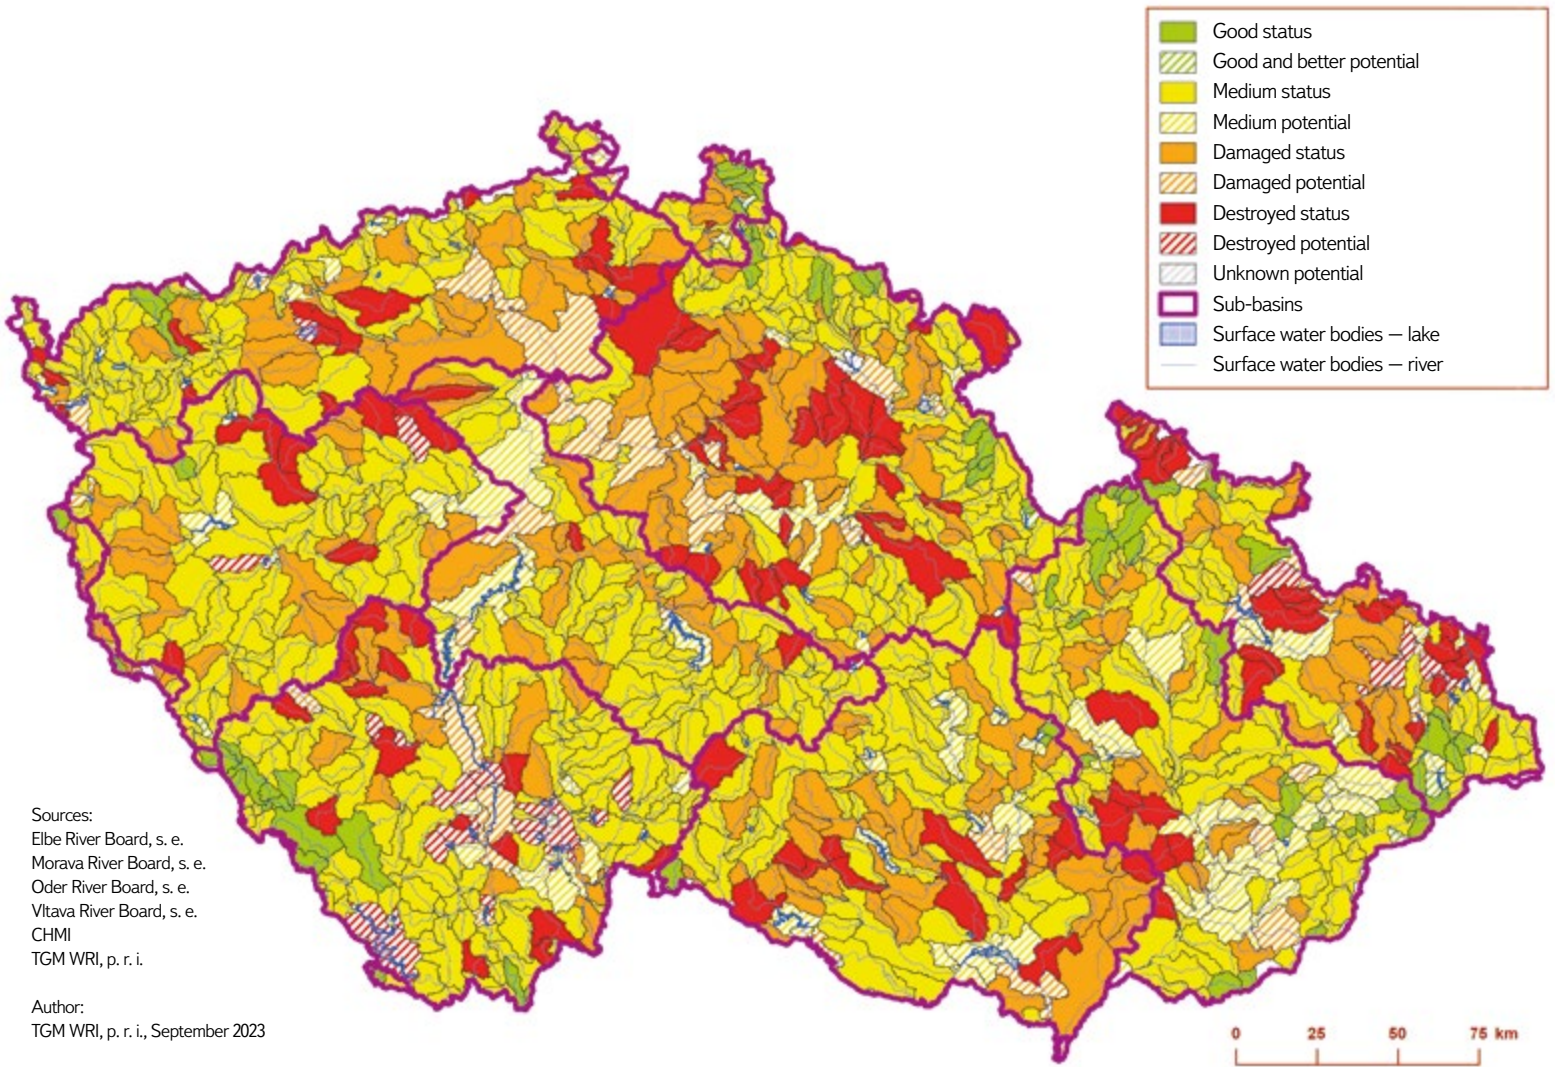 Good status
Good and better potential
Medium status
Medium potential
Damaged status
Damaged potential
Destroyed status
Destroyed potential
Unknown potential
Sub-basins
Surface water bodies – lake
Surface water bodies – river
Sources:
Elbe River Board, s. e.
Morava River Board, s. e.
Oder River Board, s. e.
Vltava River Board, s. e.
CHMI
TGM WRI, p. r. i.
Author:
TGM WRI, p. r. i., September 2023
0 25 50 75 km